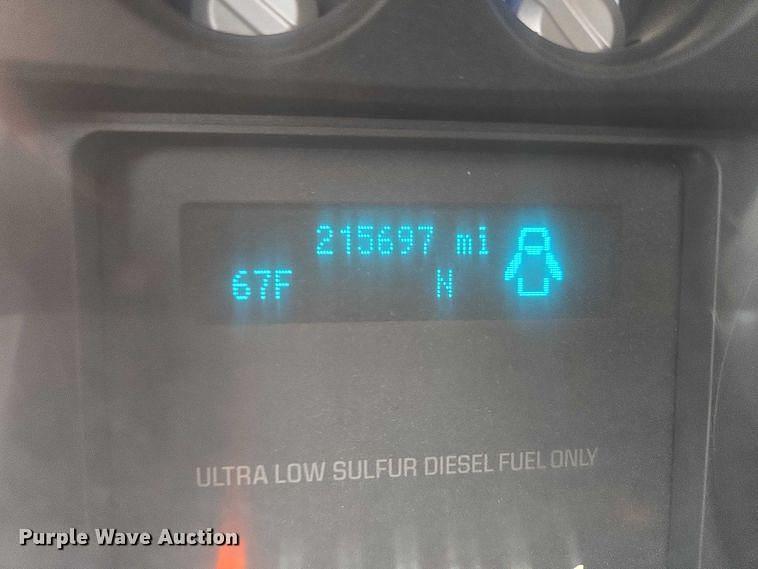 215697 mi
67F N
ULTRA LOW SULFUR DIESEL FUEL ONLY
Purple Wave Auction